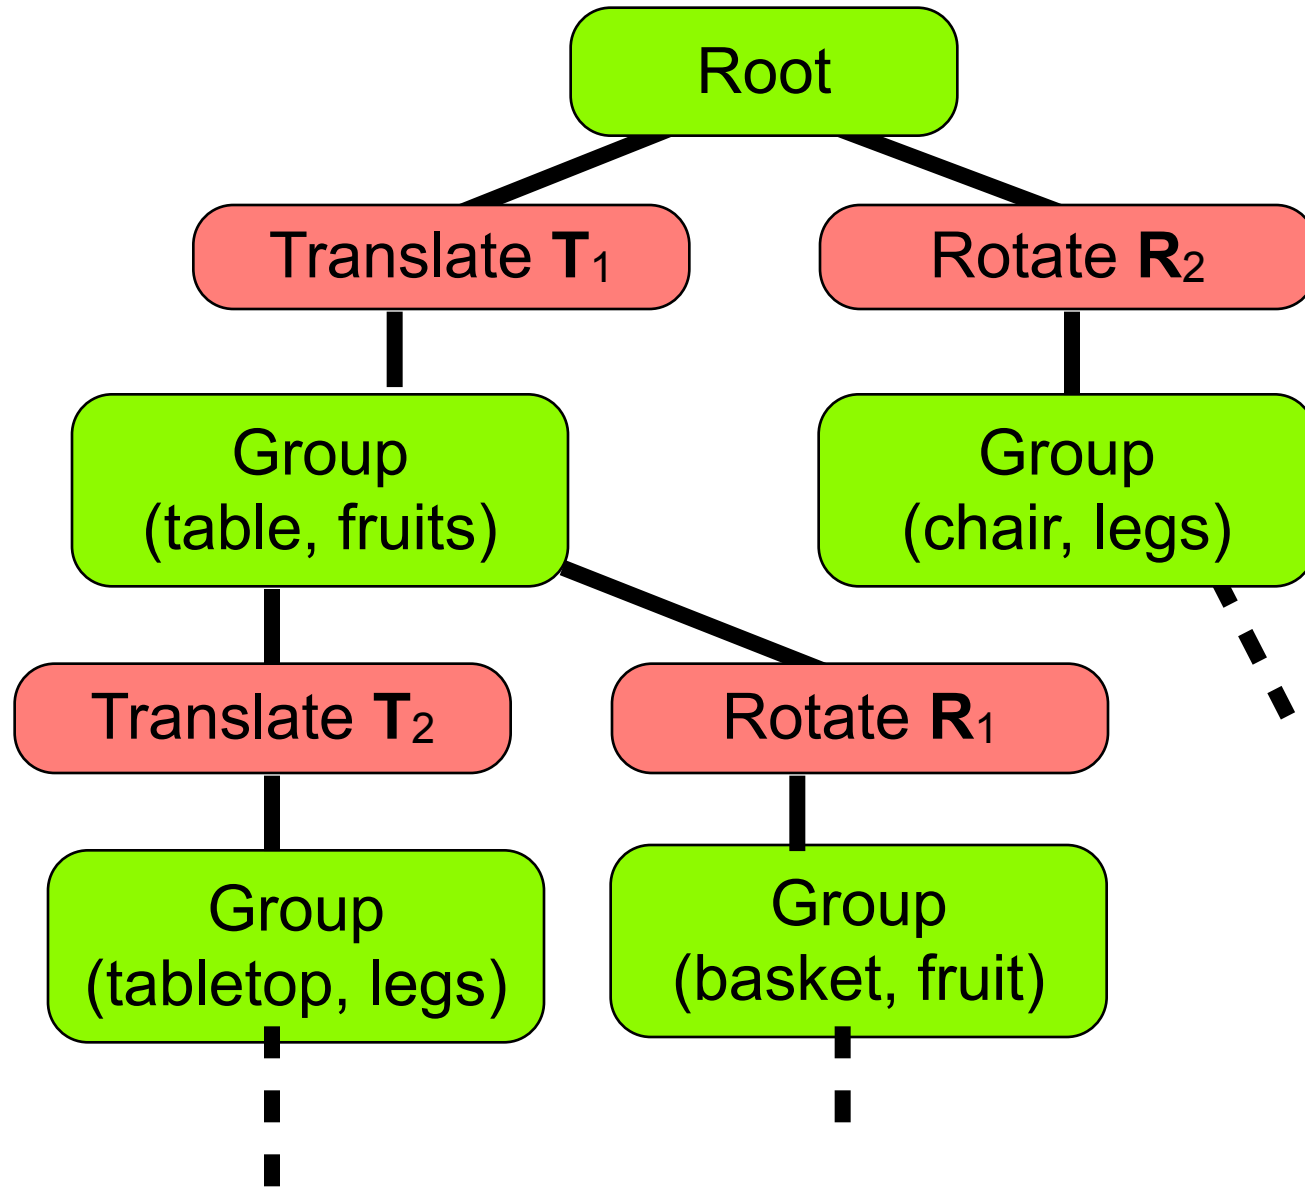 Root
Translate T1
Rotate R2
Group
(table, fruits)
Group
(chair, legs)
Translate T2
Rotate R1
Group
(tabletop, legs)
Group
(basket, fruit)